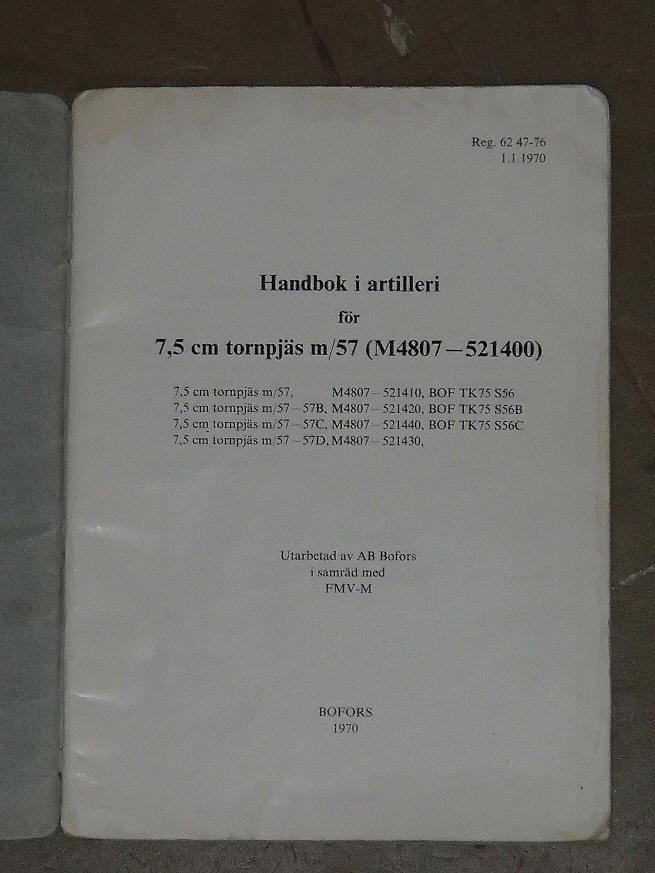 Reg. 62 47-76
1.1 1970
Handbok i artilleri
för
7,5 cm tornpjäs m/57 (M4807—521400)
7,5 cm tornpjäs m/57, M4807—521410, BOF TK75 S56
7,5 cm tornpjäs m/57—57B, M4807—521420, BOF TK75 S56B
7,5 cm tornpjäs m/57—57C, M4807—521440, BOF TK75 S56C
7,5 cm tornpjäs m/57—57D, M4807—521430,
Utarbetad av AB Bofors
i samråd med
FMV-M
BOFORS
1970